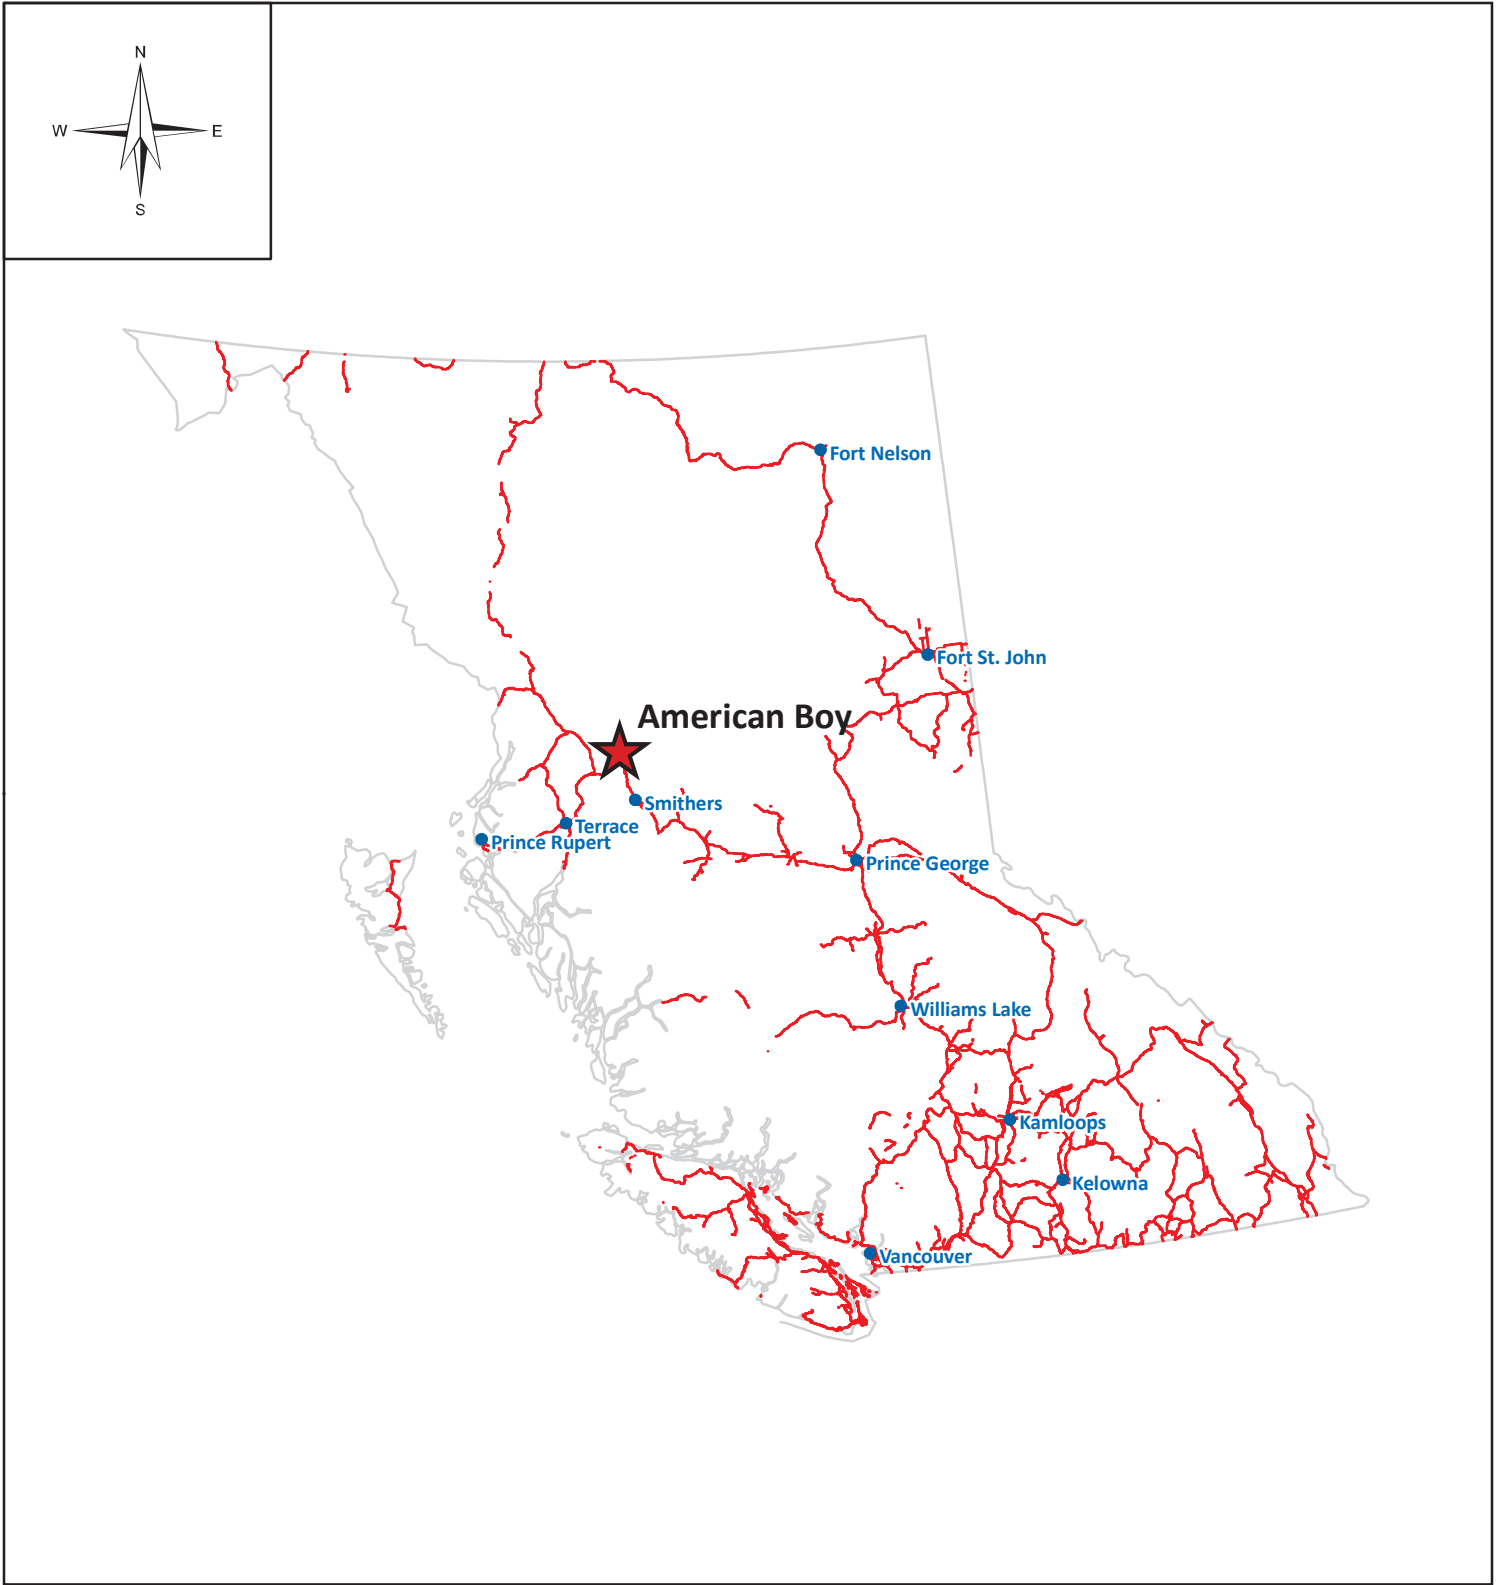 N
W E
S
Fort Nelson
Fort St. John
American Boy
Smithers
Terrace
Prince Rupert
Prince George
Williams Lake
Kamloops
Kelowna
Vancouver